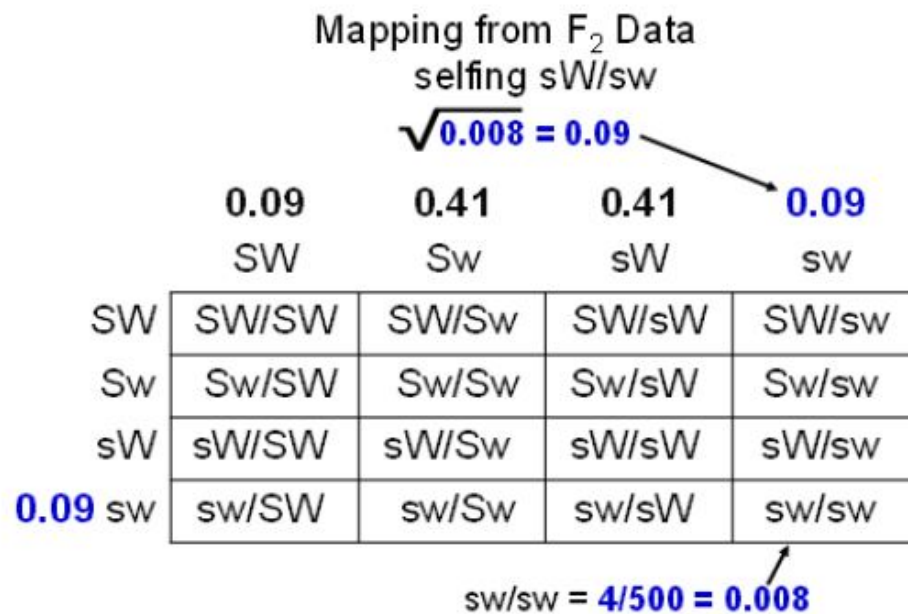 Mapping from F2 Data
selfing sW/sw
√0.008 = 0.09
0.09 0.41 0.41 0.09
SW Sw sW sw
SW SW/SW SW/Sw SW/sW SW/sw
Sw Sw/SW Sw/Sw Sw/sW Sw/sw
sW sW/SW sW/Sw sW/sW sW/sw
0.09 sw sw/SW sw/Sw sw/sW sw/sw
sw/sw = 4/500 = 0.008